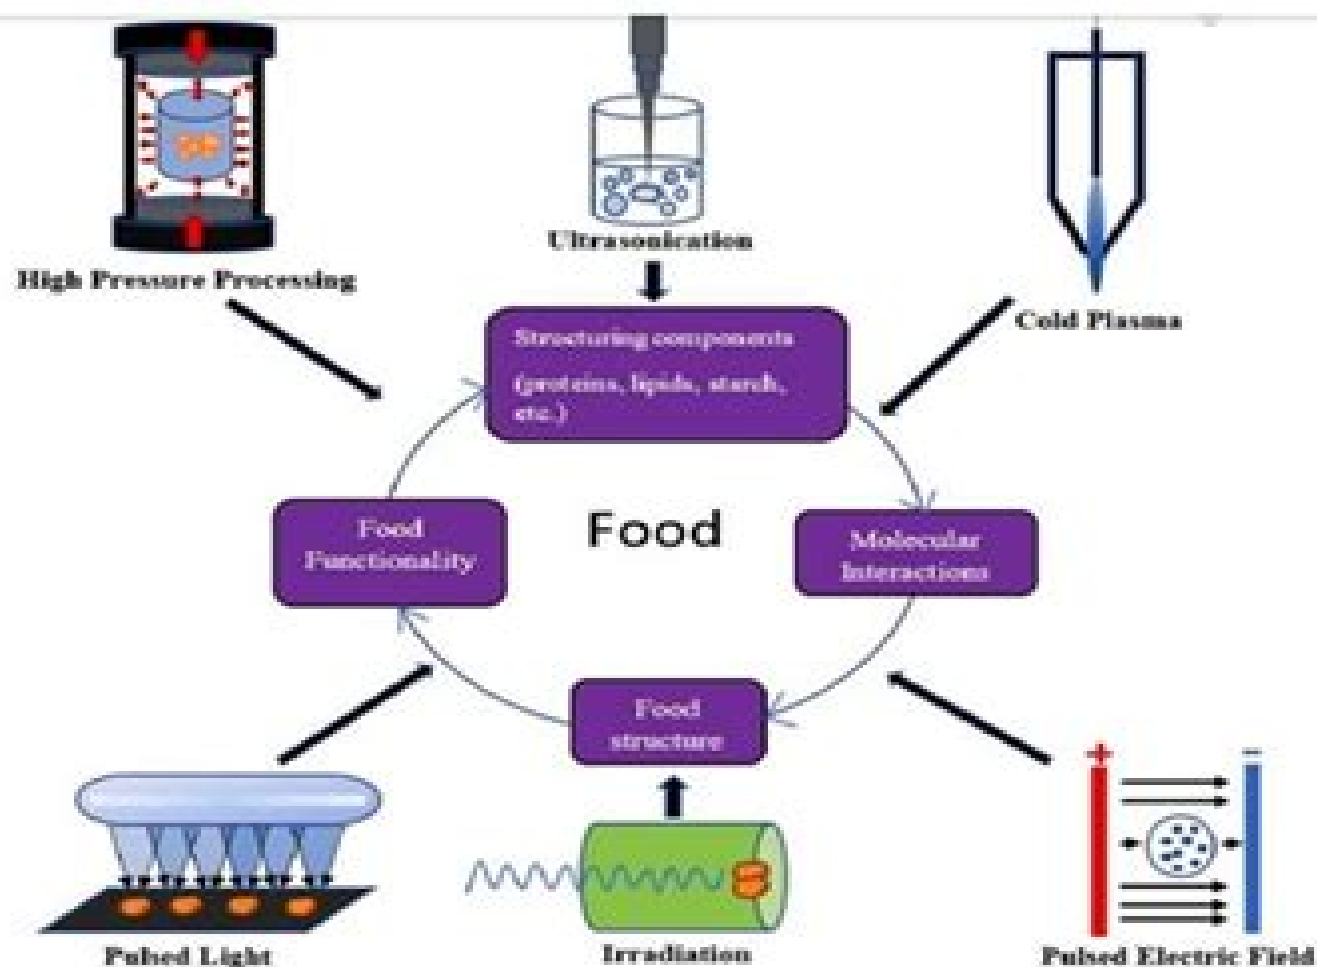 Ultrasonication
High Pressure Processing
Cold Plasma
Structuring components
(proteins, lipids, starch,
etc.)
Food
Functionality
Food
Molecular
Interactions
Food
structure
+
−
Pulsed Light
Irradiation
Pulsed Electric Field